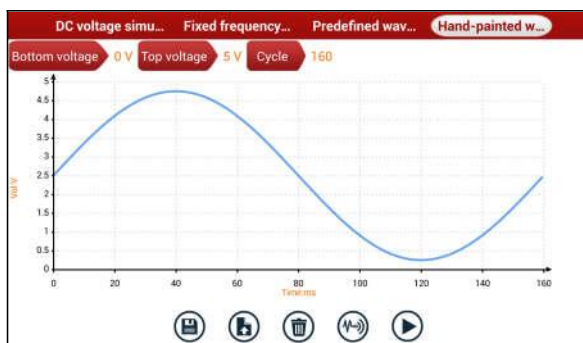 DC voltage simu... Fixed frequency... Predefined wav... Hand-painted w...
Bottom voltage 0 V Top voltage 5 V Cycle 160
5
4.5
4
3.5
3
2.5
2
1.5
1
0.5
0
Vol:V
0 20 40 60 80 100 120 140 160
Time:ms